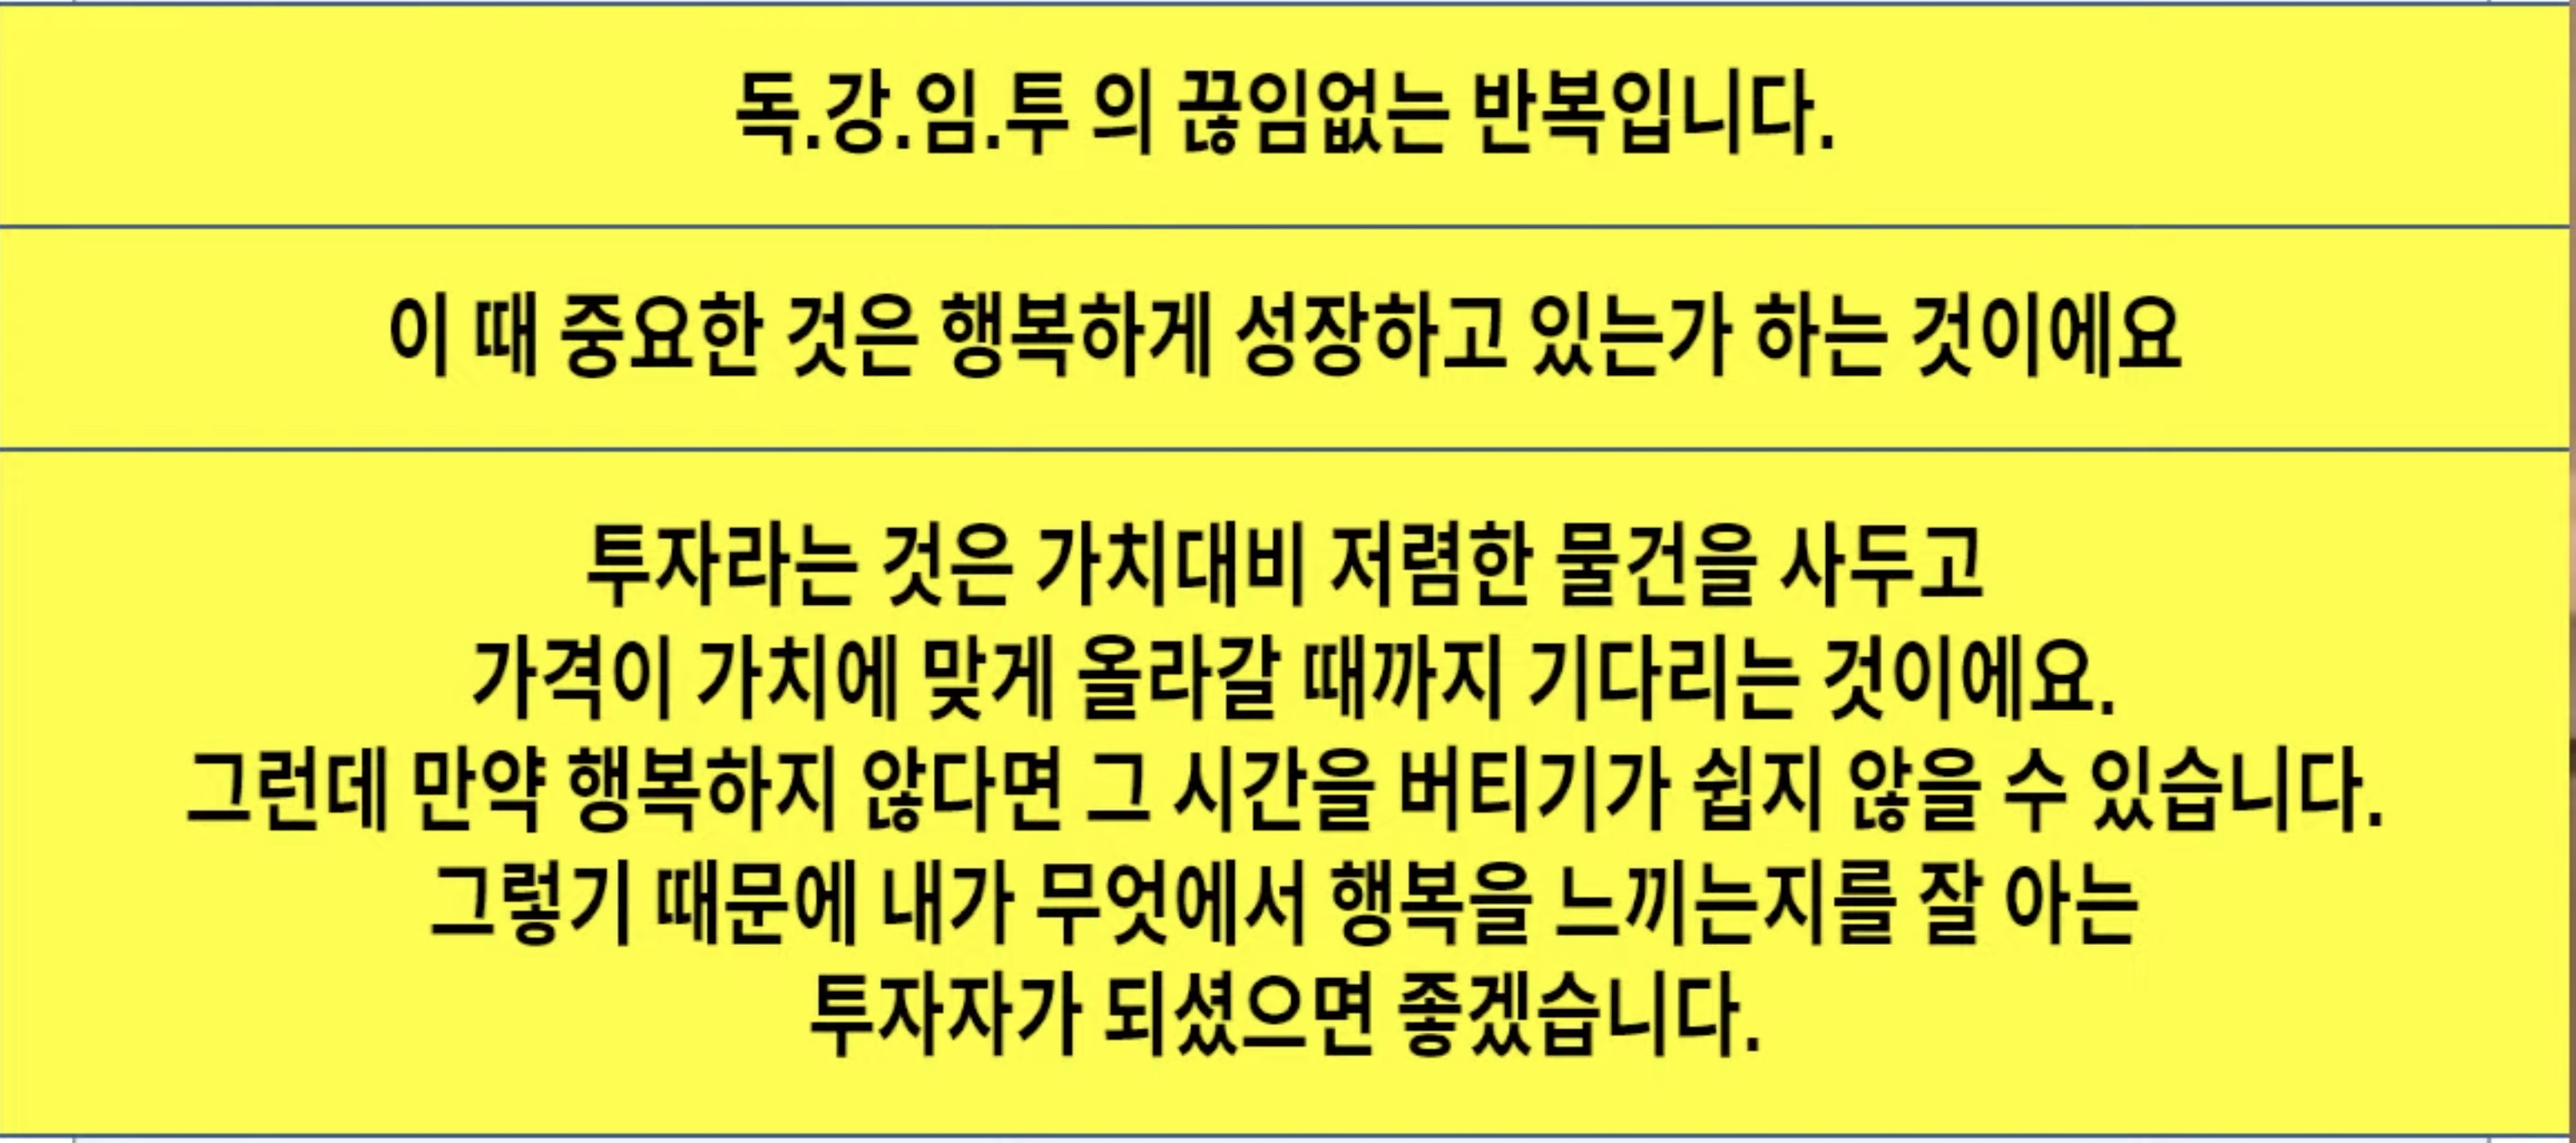 독.강.임.투 의 끊임없는 반복입니다.
이 때 중요한 것은 행복하게 성장하고 있는가 하는 것이에요
투자라는 것은 가치대비 저렴한 물건을 사두고
가격이 가치에 맞게 올라갈 때까지 기다리는 것이에요.
그런데 만약 행복하지 않다면 그 시간을 버티기가 쉽지 않을 수 있습니다.
그렇기 때문에 내가 무엇에서 행복을 느끼는지를 잘 아는
투자자가 되셨으면 좋겠습니다.